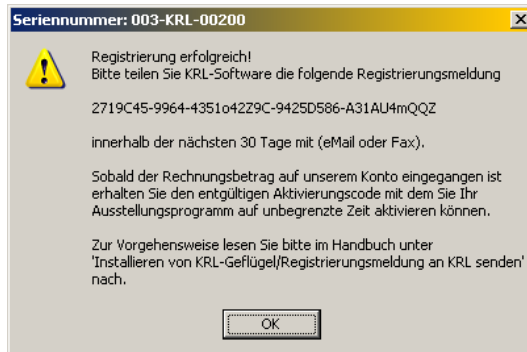 Seriennummer: 003-KRL-00200
Registrierung erfolgreich!
Bitte teilen Sie KRL-Software die folgende Registrierungsmeldung
2719C45-9964-4351o42Z9C-9425D586-A31AU4mQQZ
innerhalb der nächsten 30 Tage mit (eMail oder Fax).
Sobald der Rechnungsbetrag auf unserem Konto eingegangen ist
erhalten Sie den entgültigen Aktivierungscode mit dem Sie Ihr
Ausstellungsprogramm auf unbegrenzte Zeit aktivieren können.
Zur Vorgehensweise lesen Sie bitte im Handbuch unter
'Installieren von KRL-Geflügel/Registrierungsmeldung an KRL senden'
nach.
OK